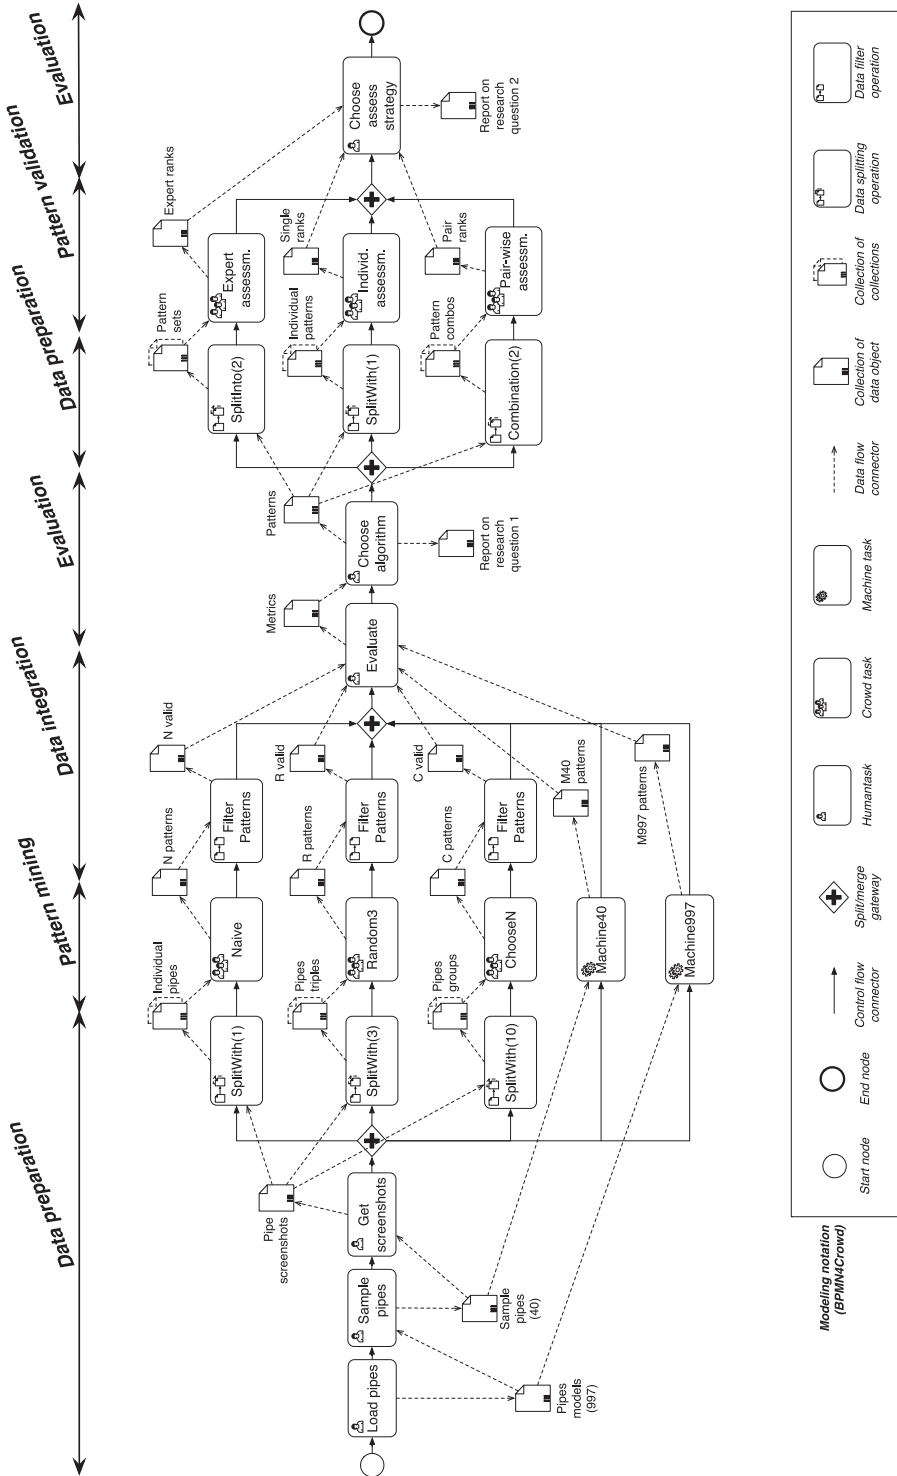 Data preparation
Pattern mining
Data integration
Evaluation
Data preparation
Pattern validation
Evaluation
Load pipes
Pipes
models
(997)
Sample
pipes
Sample
pipes
(40)
Get
screenshots
Pipe
screenshots
SplitWith(1)
Individual
pipes
Naive
N patterns
Filter
Patterns
N valid
SplitWith(3)
Pipes
triples
Random3
R patterns
Filter
Patterns
R valid
SplitWith(10)
Pipes
groups
ChooseN
C patterns
Filter
Patterns
C valid
Machine40
M40
patterns
Machine997
M997 patterns
Evaluate
Metrics
Choose
algorithm
Report on
research
question 1
Patterns
SplitInto(2)
Pattern
sets
Expert
assessm.
Expert ranks
SplitWith(1)
Individual
patterns
Individ.
assessm.
Single
ranks
Combination(2)
Pattern
combos
Pair-wise
assessm.
Pair
ranks
Choose
assess
strategy
Report on
research
question 2
Modeling notation
(BPMN4Crowd)
Start node
End node
Control flow
connector
Split/merge
gateway
Humantask
Crowd task
Machine task
Data flow
connector
Collection of
data object
Collection of
collections
Data splitting
operation
Data filter
operation